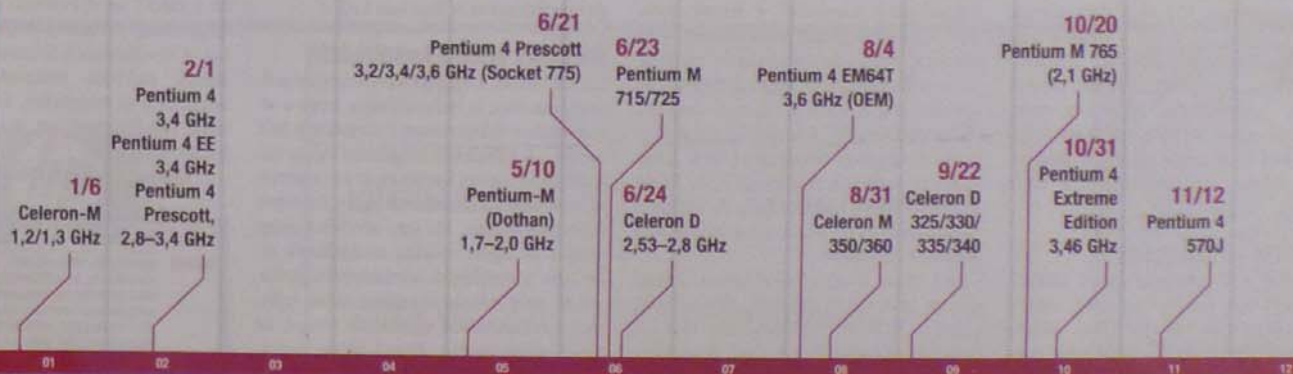 1/6
Celeron-M
1,2/1,3 GHz
2/1
Pentium 4
3,4 GHz
Pentium 4 EE
3,4 GHz
Pentium 4
Prescott,
2,8–3,4 GHz
5/10
Pentium-M
(Dothan)
1,7–2,0 GHz
6/21
Pentium 4 Prescott
3,2/3,4/3,6 GHz (Socket 775)
6/23
Pentium M
715/725
6/24
Celeron D
2,53–2,8 GHz
8/4
Pentium 4 EM64T
3,6 GHz (OEM)
8/31
Celeron M
350/360
9/22
Celeron D
325/330/
335/340
10/20
Pentium M 765
(2,1 GHz)
10/31
Pentium 4
Extreme
Edition
3,46 GHz
11/12
Pentium 4
570J
01 02 03 04 05 06 07 08 09 10 11 12